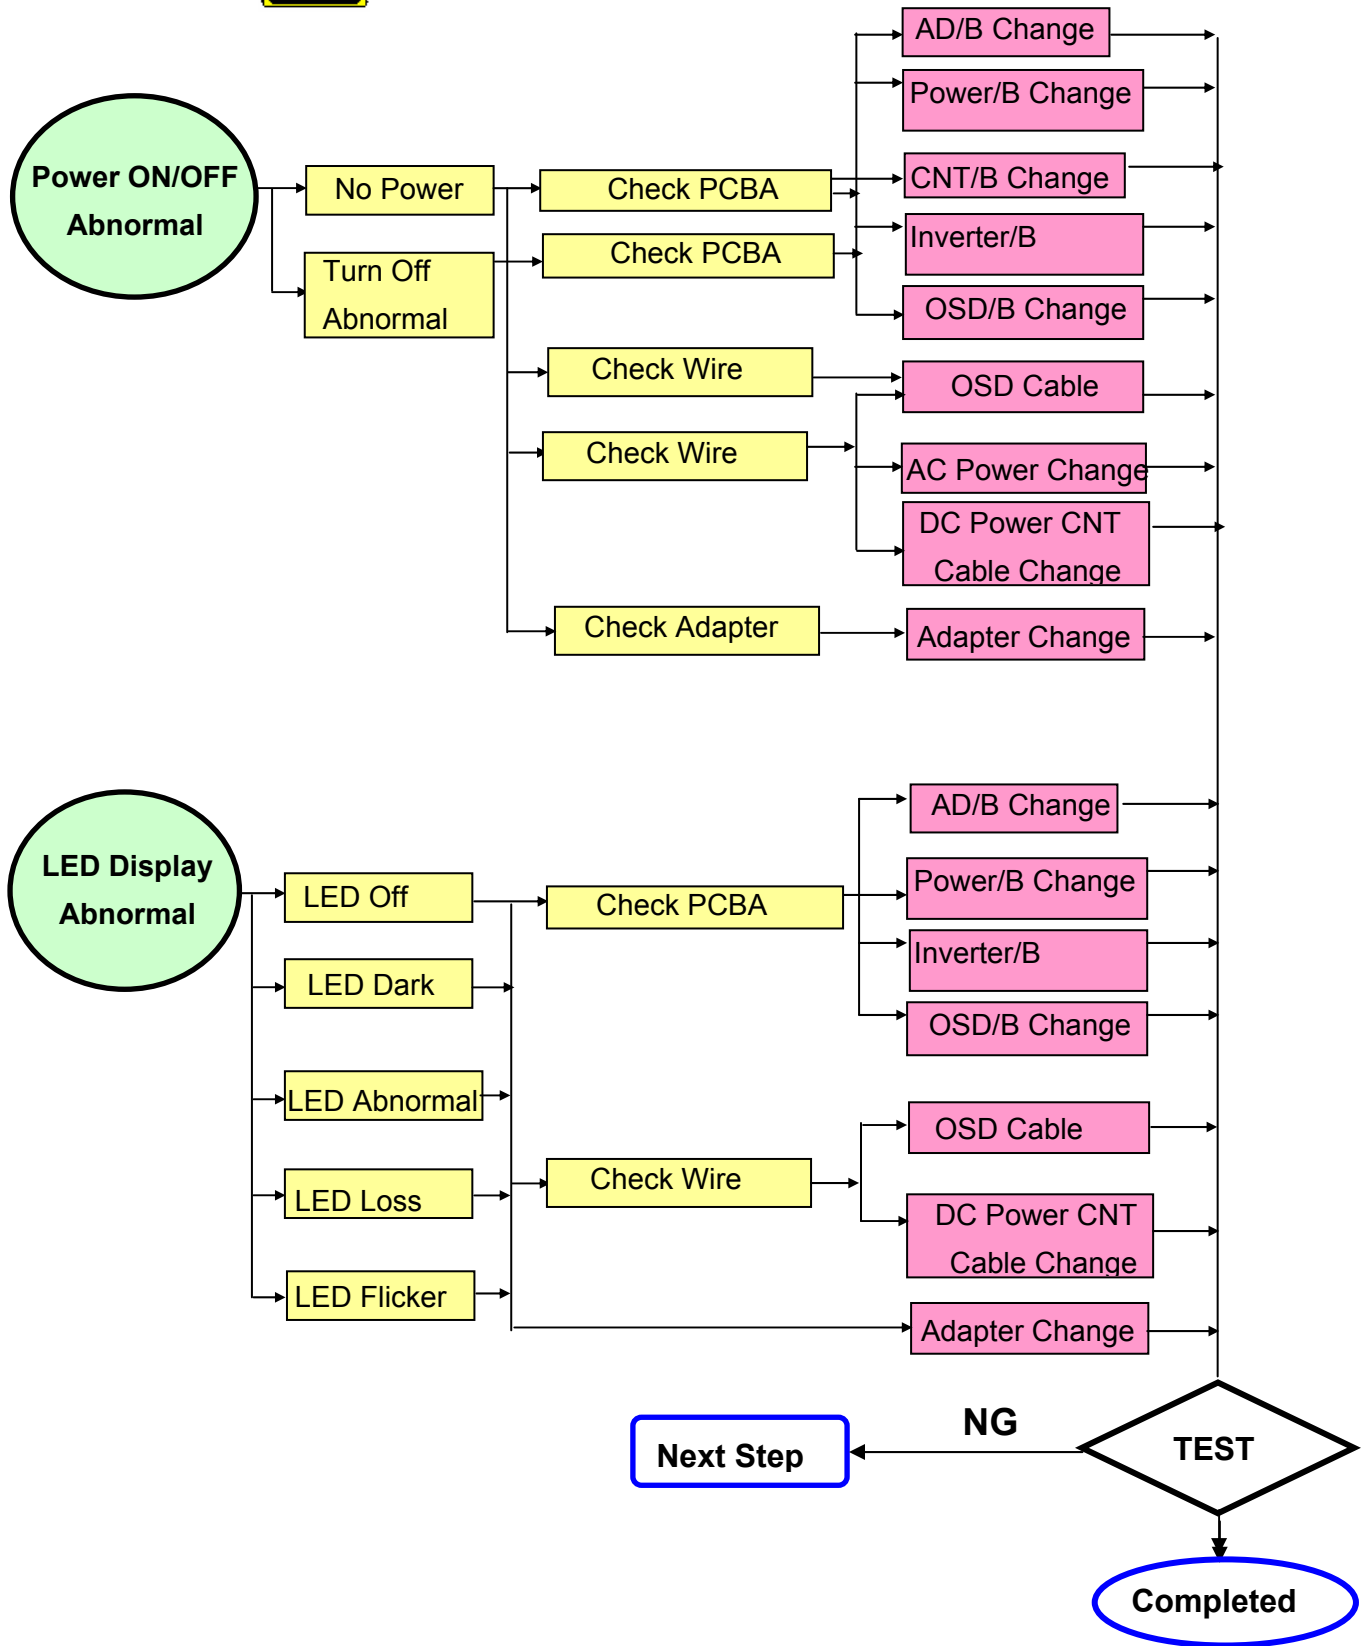 Power ON/OFF
Abnormal
No Power
Turn Off
Abnormal
Check PCBA
Check PCBA
Check Wire
Check Wire
Check Adapter
AD/B Change
Power/B Change
CNT/B Change
Inverter/B
OSD/B Change
OSD Cable
AC Power Change
DC Power CNT
Cable Change
Adapter Change
LED Display
Abnormal
LED Off
LED Dark
LED Abnormal
LED Loss
LED Flicker
Check PCBA
Check Wire
AD/B Change
Power/B Change
Inverter/B
OSD/B Change
OSD Cable
DC Power CNT
Cable Change
Adapter Change
TEST
NG
Next Step
Completed